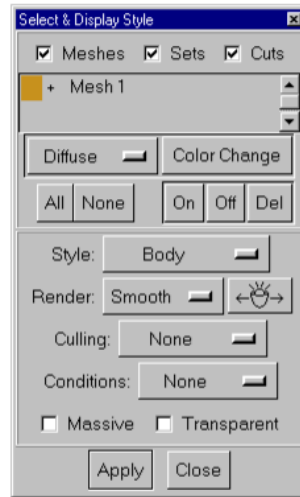 Select & Display Style
Meshes Sets Cuts
+ Mesh 1
Diffuse Color Change
All None On Off Del
Style: Body
Render: Smooth
Culling: None
Conditions: None
Massive Transparent
Apply Close